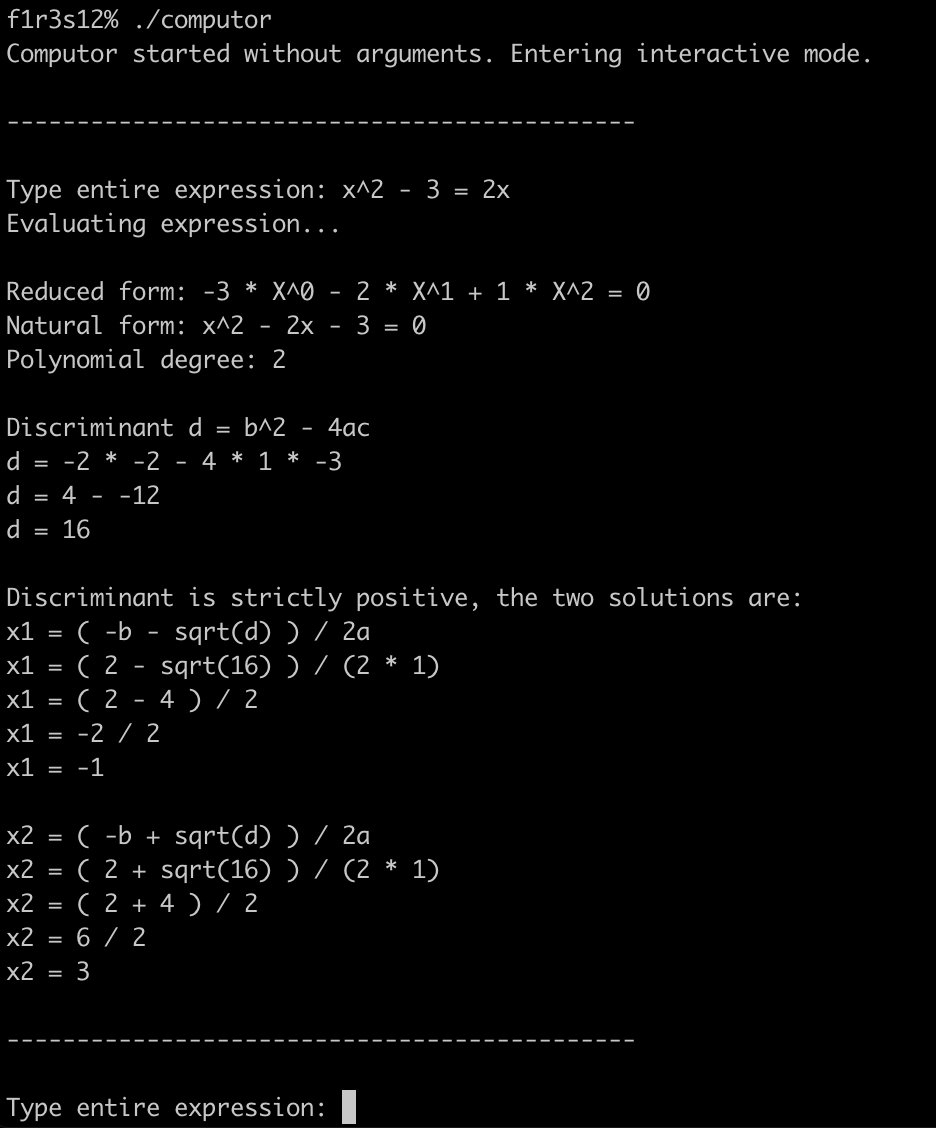 f1r3s12% ./computor
Computor started without arguments. Entering interactive mode.
---------------------------------------------
Type entire expression: x^2 - 3 = 2x
Evaluating expression...
Reduced form: -3 * X^0 - 2 * X^1 + 1 * X^2 = 0
Natural form: x^2 - 2x - 3 = 0
Polynomial degree: 2
Discriminant d = b^2 - 4ac
d = -2 * -2 - 4 * 1 * -3
d = 4 - -12
d = 16
Discriminant is strictly positive, the two solutions are:
x1 = ( -b - sqrt(d) ) / 2a
x1 = ( 2 - sqrt(16) ) / (2 * 1)
x1 = ( 2 - 4 ) / 2
x1 = -2 / 2
x1 = -1
x2 = ( -b + sqrt(d) ) / 2a
x2 = ( 2 + sqrt(16) ) / (2 * 1)
x2 = ( 2 + 4 ) / 2
x2 = 6 / 2
x2 = 3
---------------------------------------------
Type entire expression: